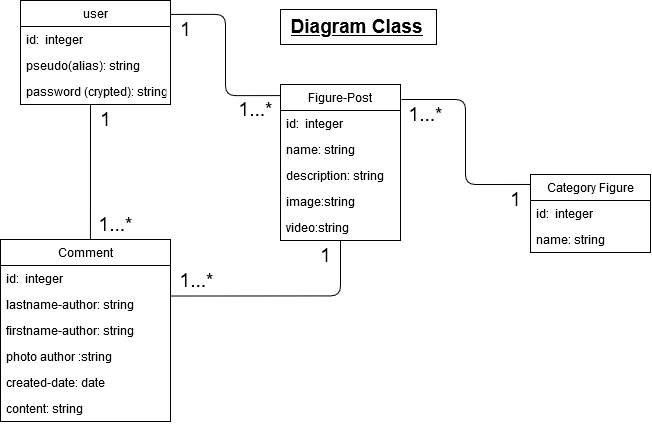 user
id: integer
pseudo(alias): string
password (crypted): string
1
Diagram Class
1...*
Figure-Post
id: integer
name: string
description: string
image:string
video:string
1...*
1
Category Figure
id: integer
name: string
1
1...*
Comment
id: integer
lastname-author: string
firstname-author: string
photo author :string
created-date: date
content: string
1
1...*